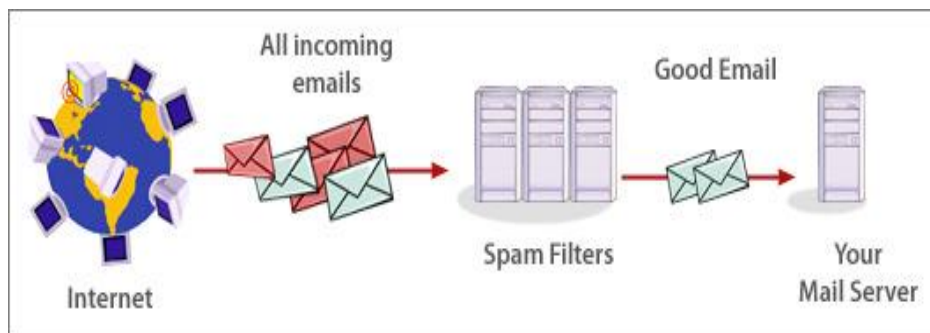 All incoming
emails
Good Email
Spam Filters
Internet
Your
Mail Server